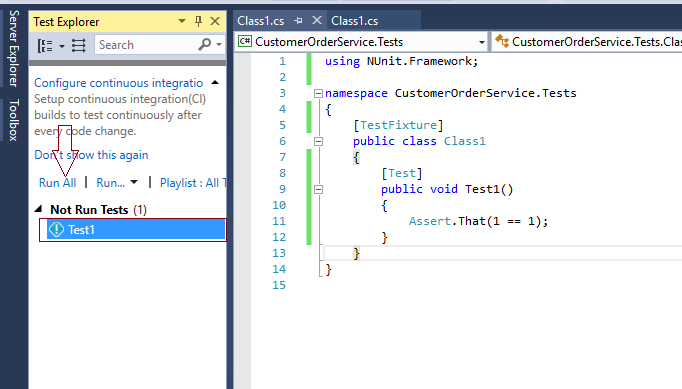 Server Explorer
Toolbox
Test Explorer
Search
Configure continuous integratio
Setup continuous integration(CI)
builds to test continuously after
every code change.
Don't show this again
Run All | Run... Playlist : All T
Not Run Tests (1)
Test1
Class1.cs
Class1.cs
C# CustomerOrderService.Tests
CustomerOrderService.Tests.Clas
1 using NUnit.Framework;
2
3 namespace CustomerOrderService.Tests
4 {
5 [TestFixture]
6 public class Class1
7 {
8 [Test]
9 public void Test1()
10 {
11 Assert.That(1 == 1);
12 }
13 }
14 }
15